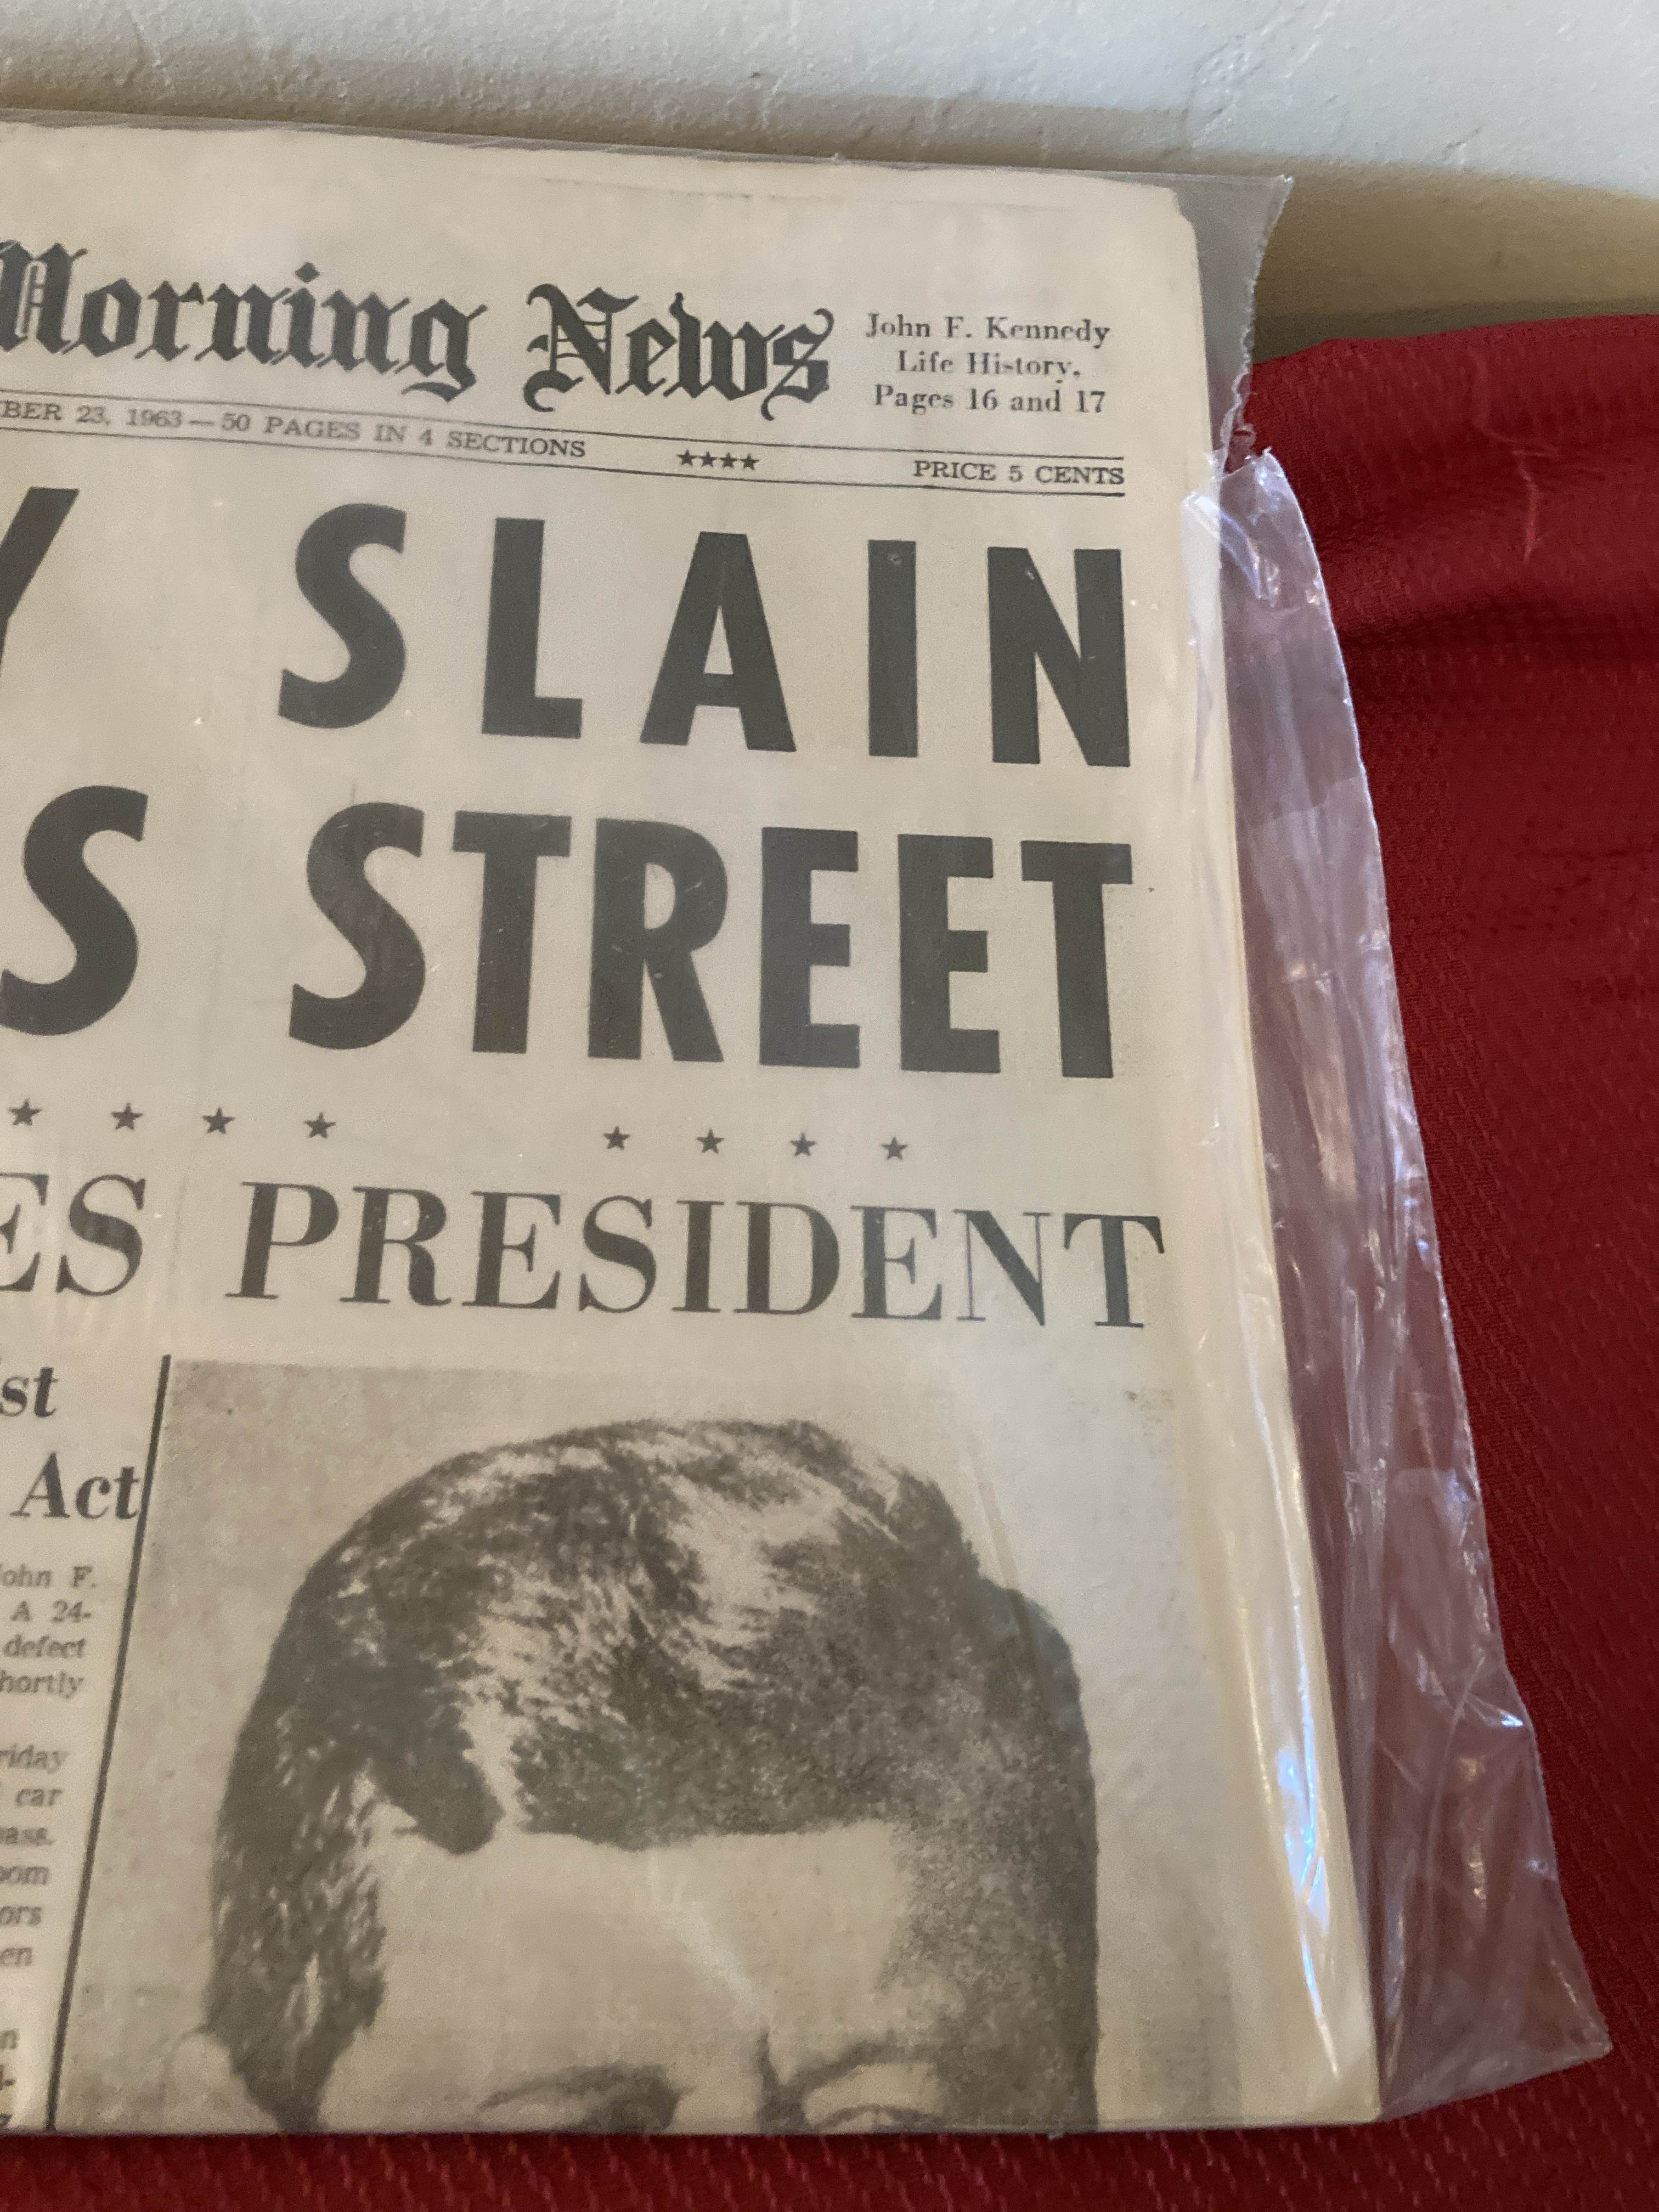 Morning News
John F. Kennedy
Life History,
Pages 16 and 17
BER 23, 1963 — 50 PAGES IN 4 SECTIONS ★★★★ PRICE 5 CENTS
Y SLAIN
S STREET
★ ★ ★ ★ ★ ★ ★ ★
ES PRESIDENT
st
Act
ohn F.
A 24-
defect
hortly
riday
car
ass.
oom
ors
en
n